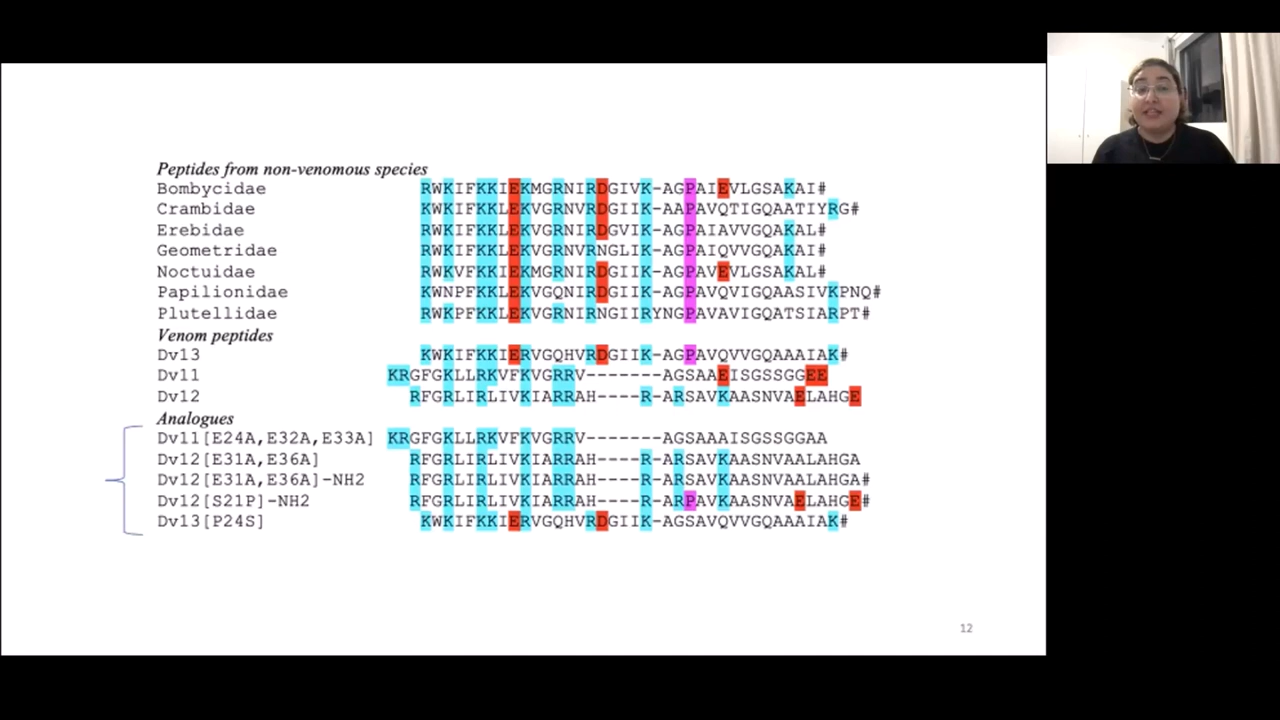 Peptides from non-venomous species
Bombycidae RWKIFKKIEKMGRNIRDGIVK-AGPAIEVLGSAKAI#
Crambidae KWKIFKKLEKVGRNVRDGIIK-AAPAVQTIGQAATIYRG#
Erebidae RWKIFKKIEKVGRNIRDGVIK-AGPAIAVVGQAKAL#
Geometridae RWKIFKKIEKVGRNVRNGLIK-AGPAIQVVGQAKAI#
Noctuidae RWKVFKKIEKMGRNIRDGIIK-AGPAVEVLGSAKAL#
Papilionidae KWNPFKKLEKVGQNIRDGIIK-AGPAVQVIGQAASIVKPNQ#
Plutellidae RWKPFKKLEKVGRNIRNGIIRYNGPAVAVIGQATSIARPT#
Venom peptides
Dv13 KWKIFKKIERVGQHVRDGIIK-AGPAVQVVGQAAAIAK#
Dv11 KRGFGKLLRKVFKVGRRV-------AGSAAEISGSSGGEE
Dv12 RFGRLIRLIVKIARRAH----R-ARSAVKAASNVAELAHGE
Analogues
Dv11[E24A,E32A,E33A] KRGFGKLLRKVFKVGRRV-------AGSAAAISGSSGGAA
Dv12[E31A,E36A] RFGRLIRLIVKIARRAH----R-ARSAVKAASNVAALAHGA
Dv12[E31A,E36A]-NH2 RFGRLIRLIVKIARRAH----R-ARSAVKAASNVAALAHGA#
Dv12[S21P]-NH2 RFGRLIRLIVKIARRAH----R-ARPAVKAASNVAELAHGE#
Dv13[P24S] KWKIFKKIERVGQHVRDGIIK-AGSAVQVVGQAAAIAK#
12